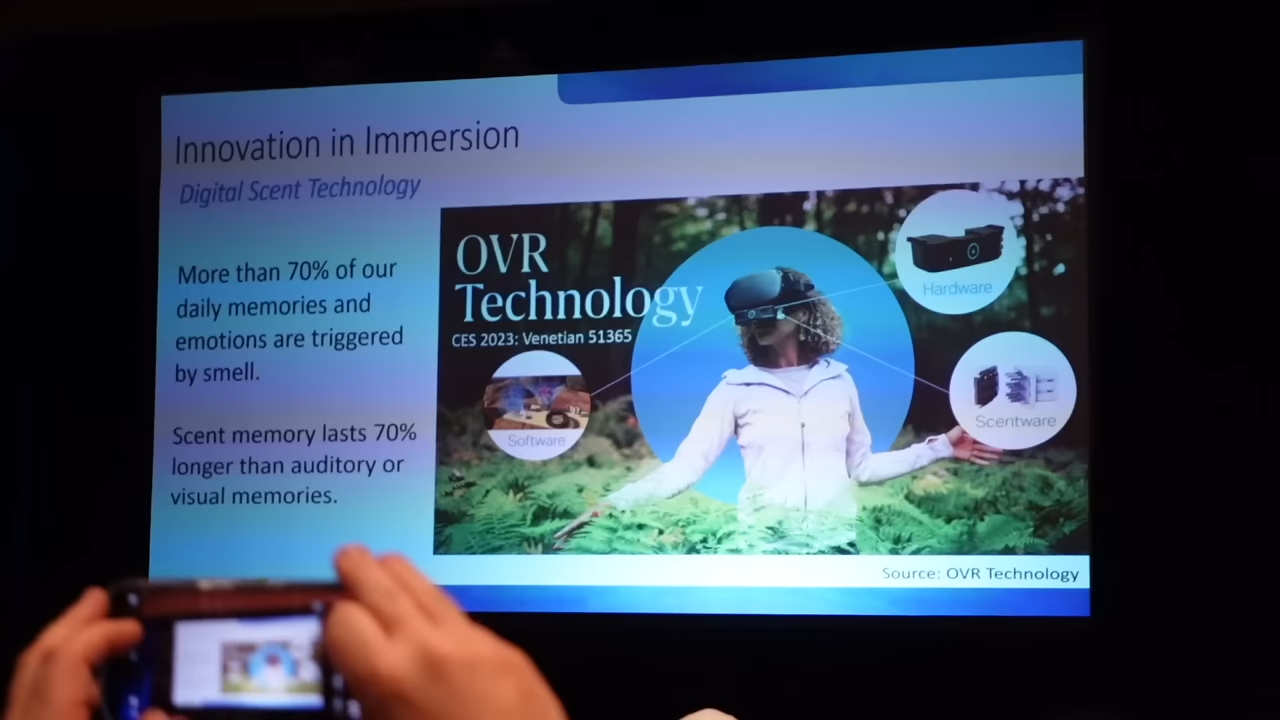 Innovation in Immersion
Digital Scent Technology
More than 70% of our
daily memories and
emotions are triggered
by smell.
Scent memory lasts 70%
longer than auditory or
visual memories.
OVR
Technology
CES 2023: Venetian 51365
Software
Hardware
Scentware
Source: OVR Technology